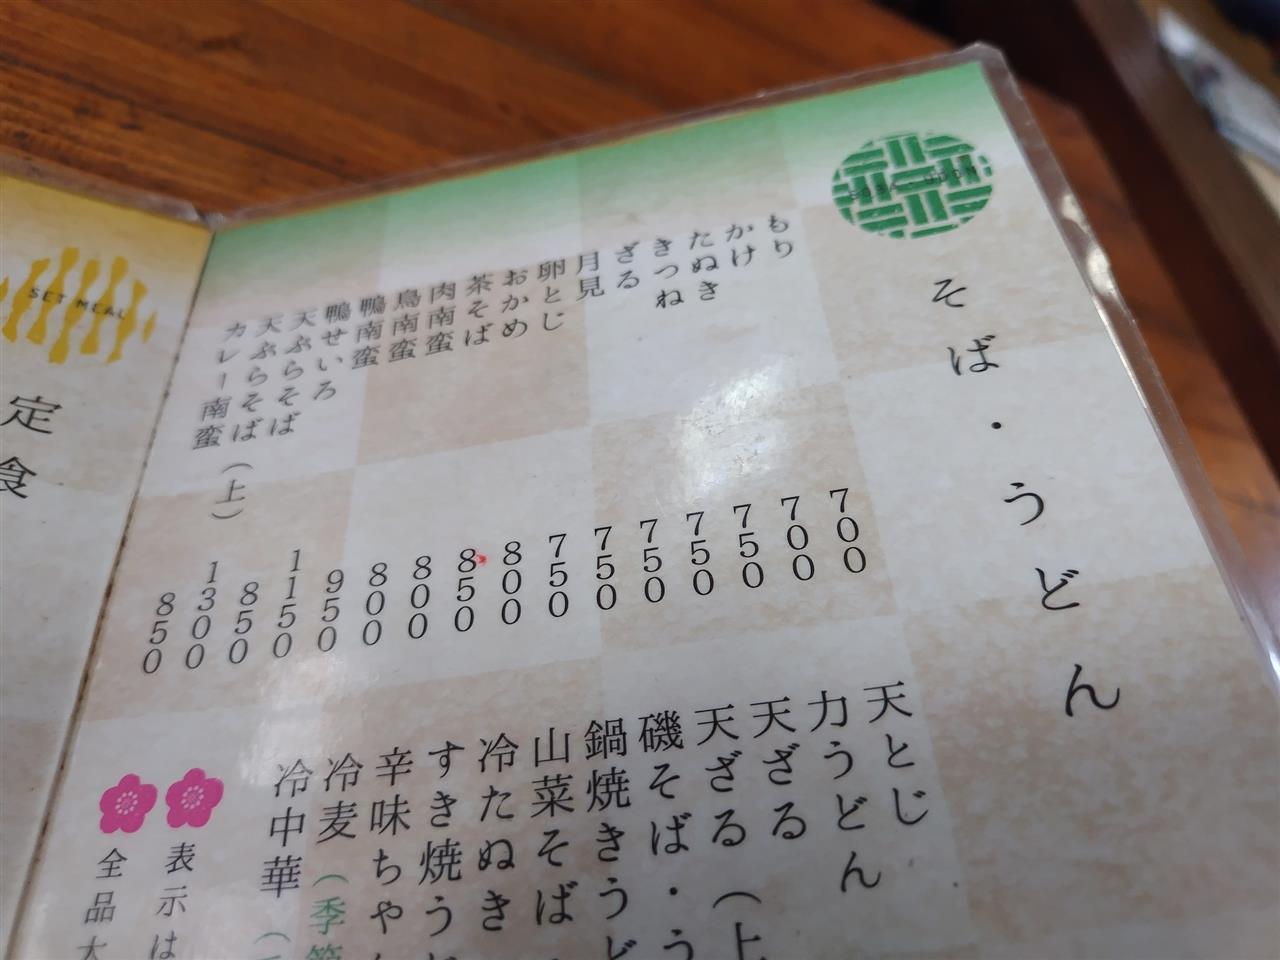 SOBA・UDON
そば・うどん
もり 700
かけ 700
たぬき 750
きつね 750
ざる 750
月見 750
卵とじ 750
おかめ 800
茶そば 850
肉南蛮 800
鳥南蛮 800
鴨南蛮 950
鴨せいろ 1150
天ぷらそば 850
天ぷらそば（上） 1300
カレー南蛮 850
天とじ
力うどん
天ざる
天ざる（上
磯そば・う
鍋焼きうど
山菜そば
冷たぬき
すき焼う
辛味ちゃ
冷麦（季節
冷中華（
表示は
全品大
SET MEAL
定食